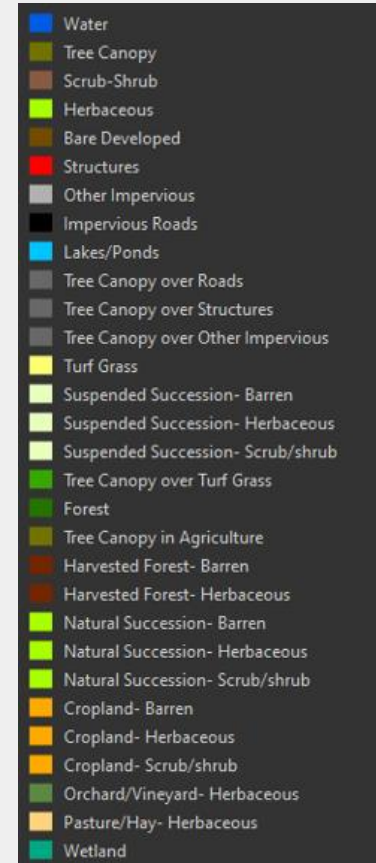 Water
Tree Canopy
Scrub-Shrub
Herbaceous
Bare Developed
Structures
Other Impervious
Impervious Roads
Lakes/Ponds
Tree Canopy over Roads
Tree Canopy over Structures
Tree Canopy over Other Impervious
Turf Grass
Suspended Succession- Barren
Suspended Succession- Herbaceous
Suspended Succession- Scrub/shrub
Tree Canopy over Turf Grass
Forest
Tree Canopy in Agriculture
Harvested Forest- Barren
Harvested Forest- Herbaceous
Natural Succession- Barren
Natural Succession- Herbaceous
Natural Succession- Scrub/shrub
Cropland- Barren
Cropland- Herbaceous
Cropland- Scrub/shrub
Orchard/Vineyard- Herbaceous
Pasture/Hay- Herbaceous
Wetland